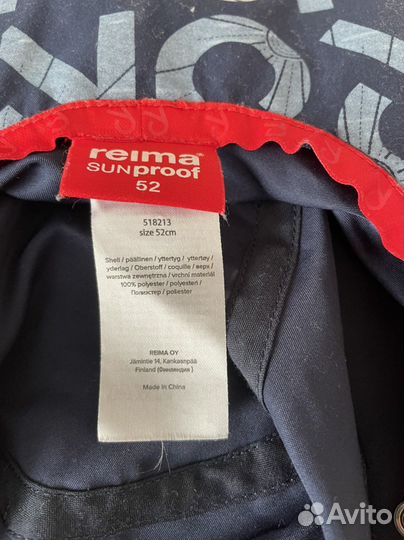 reima®
SUNproof
52
518213
size 52cm
Shell / päällinen / yttertyg / yttertøy /
yderlag / Oberstoff / coquille / верх /
warstwa zewnętrzna / vrchní materiál
100% polyester / polyesteri /
Полиэстер / poliester
REIMA OY
Jämintie 14, Kankaanpää
Finland (Финляндия)
Made in China
Avito